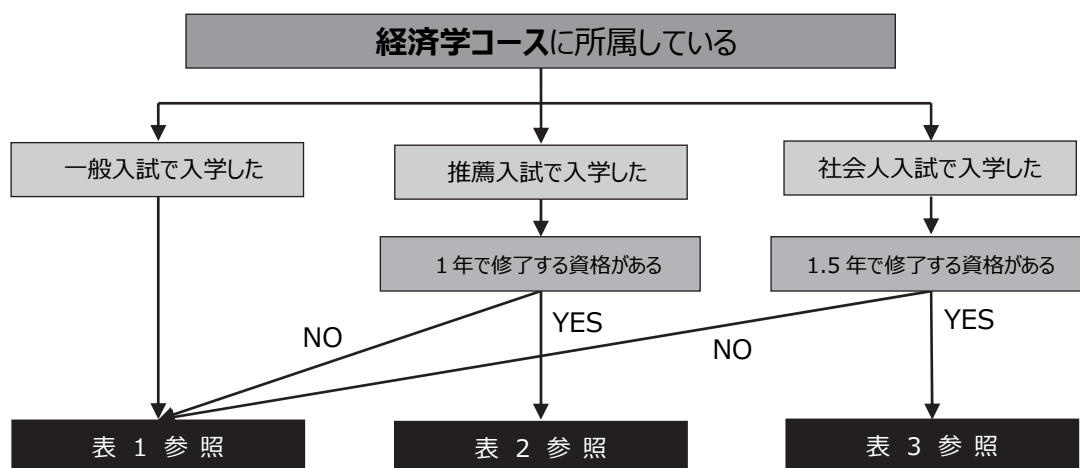 経済学コースに所属している
一般入試で入学した
推薦入試で入学した
社会人入試で入学した
1年で修了する資格がある
1.5年で修了する資格がある
NO
YES
NO
YES
表 1 参 照
表 2 参 照
表 3 参 照